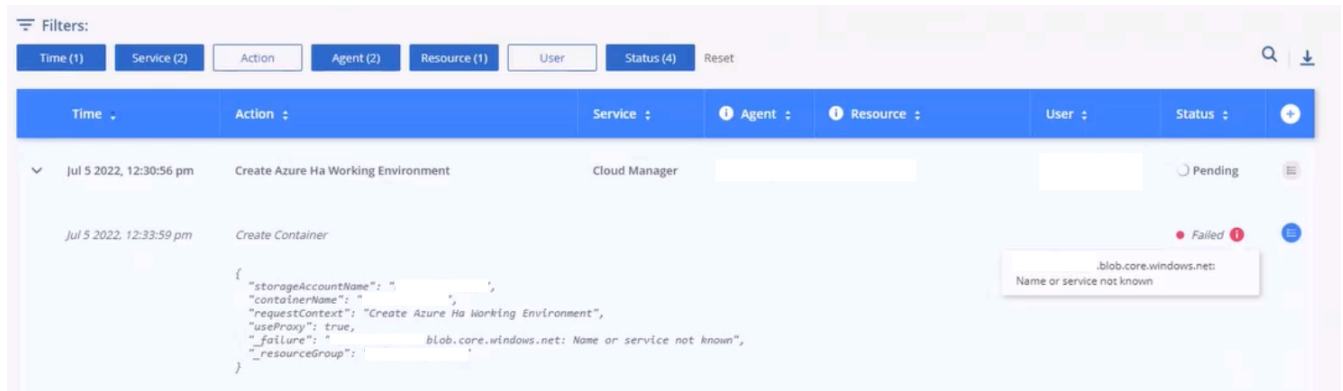 Filters:
Time (1) Service (2) Action Agent (2) Resource (1) User Status (4) Reset
Time Action Service Agent Resource User Status
Jul 5 2022, 12:30:56 pm Create Azure Ha Working Environment Cloud Manager Pending
Jul 5 2022, 12:33:59 pm Create Container Failed
.blob.core.windows.net:
Name or service not known
{
"storageAccountName": " ",
"containerName": " ",
"requestContext": "Create Azure Ha Working Environment",
"useProxy": true,
"_failure": " blob.core.windows.net: Name or service not known",
"_resourceGroup": "
}